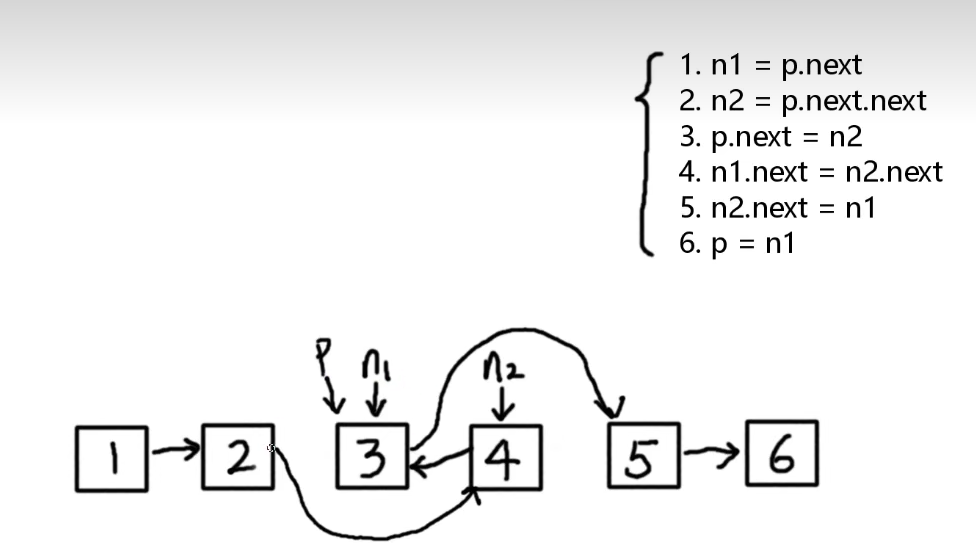 1. n1 = p.next
2. n2 = p.next.next
3. p.next = n2
4. n1.next = n2.next
5. n2.next = n1
6. p = n1
P n1 n2
1 2 3 4 5 6